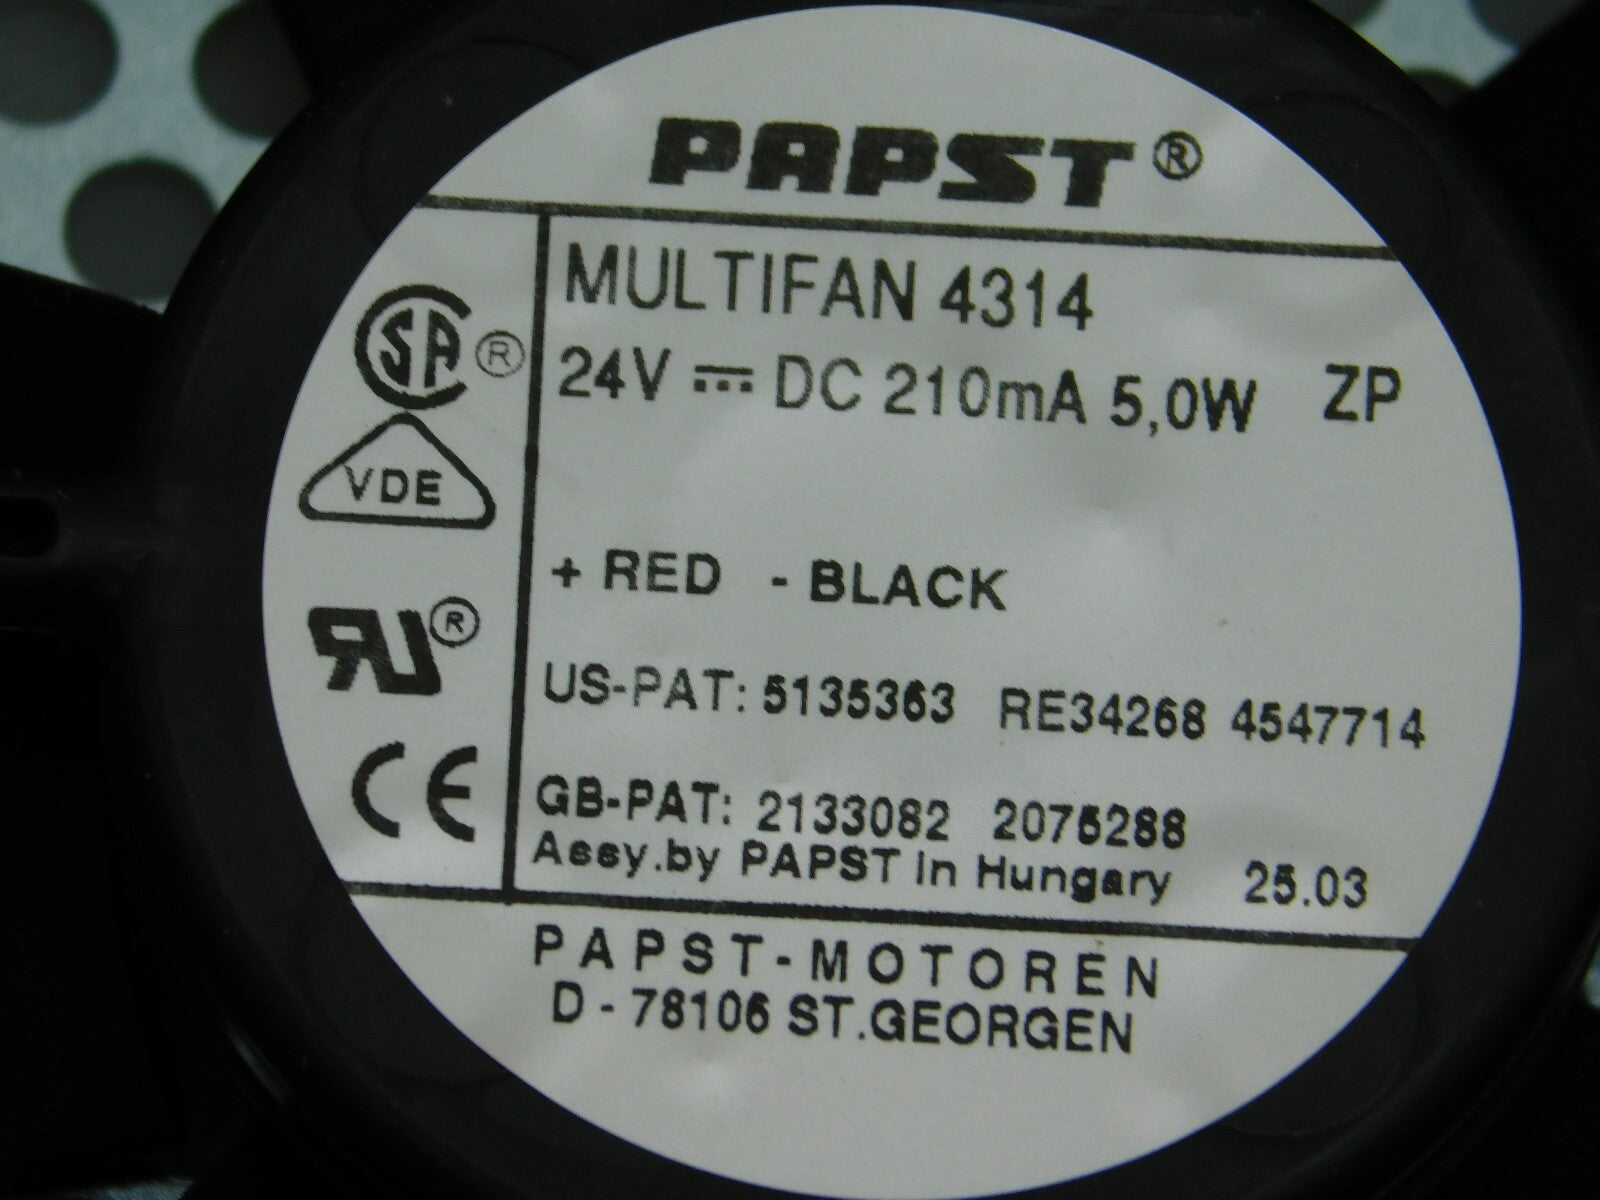 PAPST®
MULTIFAN 4314
24V ⎓ DC 210mA 5,0W ZP
SA ®
VDE
+ RED - BLACK
RU ®
US-PAT: 5135363 RE34268 4547714
CE
GB-PAT: 2133082 2075288
Assy.by PAPST in Hungary 25.03
PAPST-MOTOREN
D - 78106 ST.GEORGEN